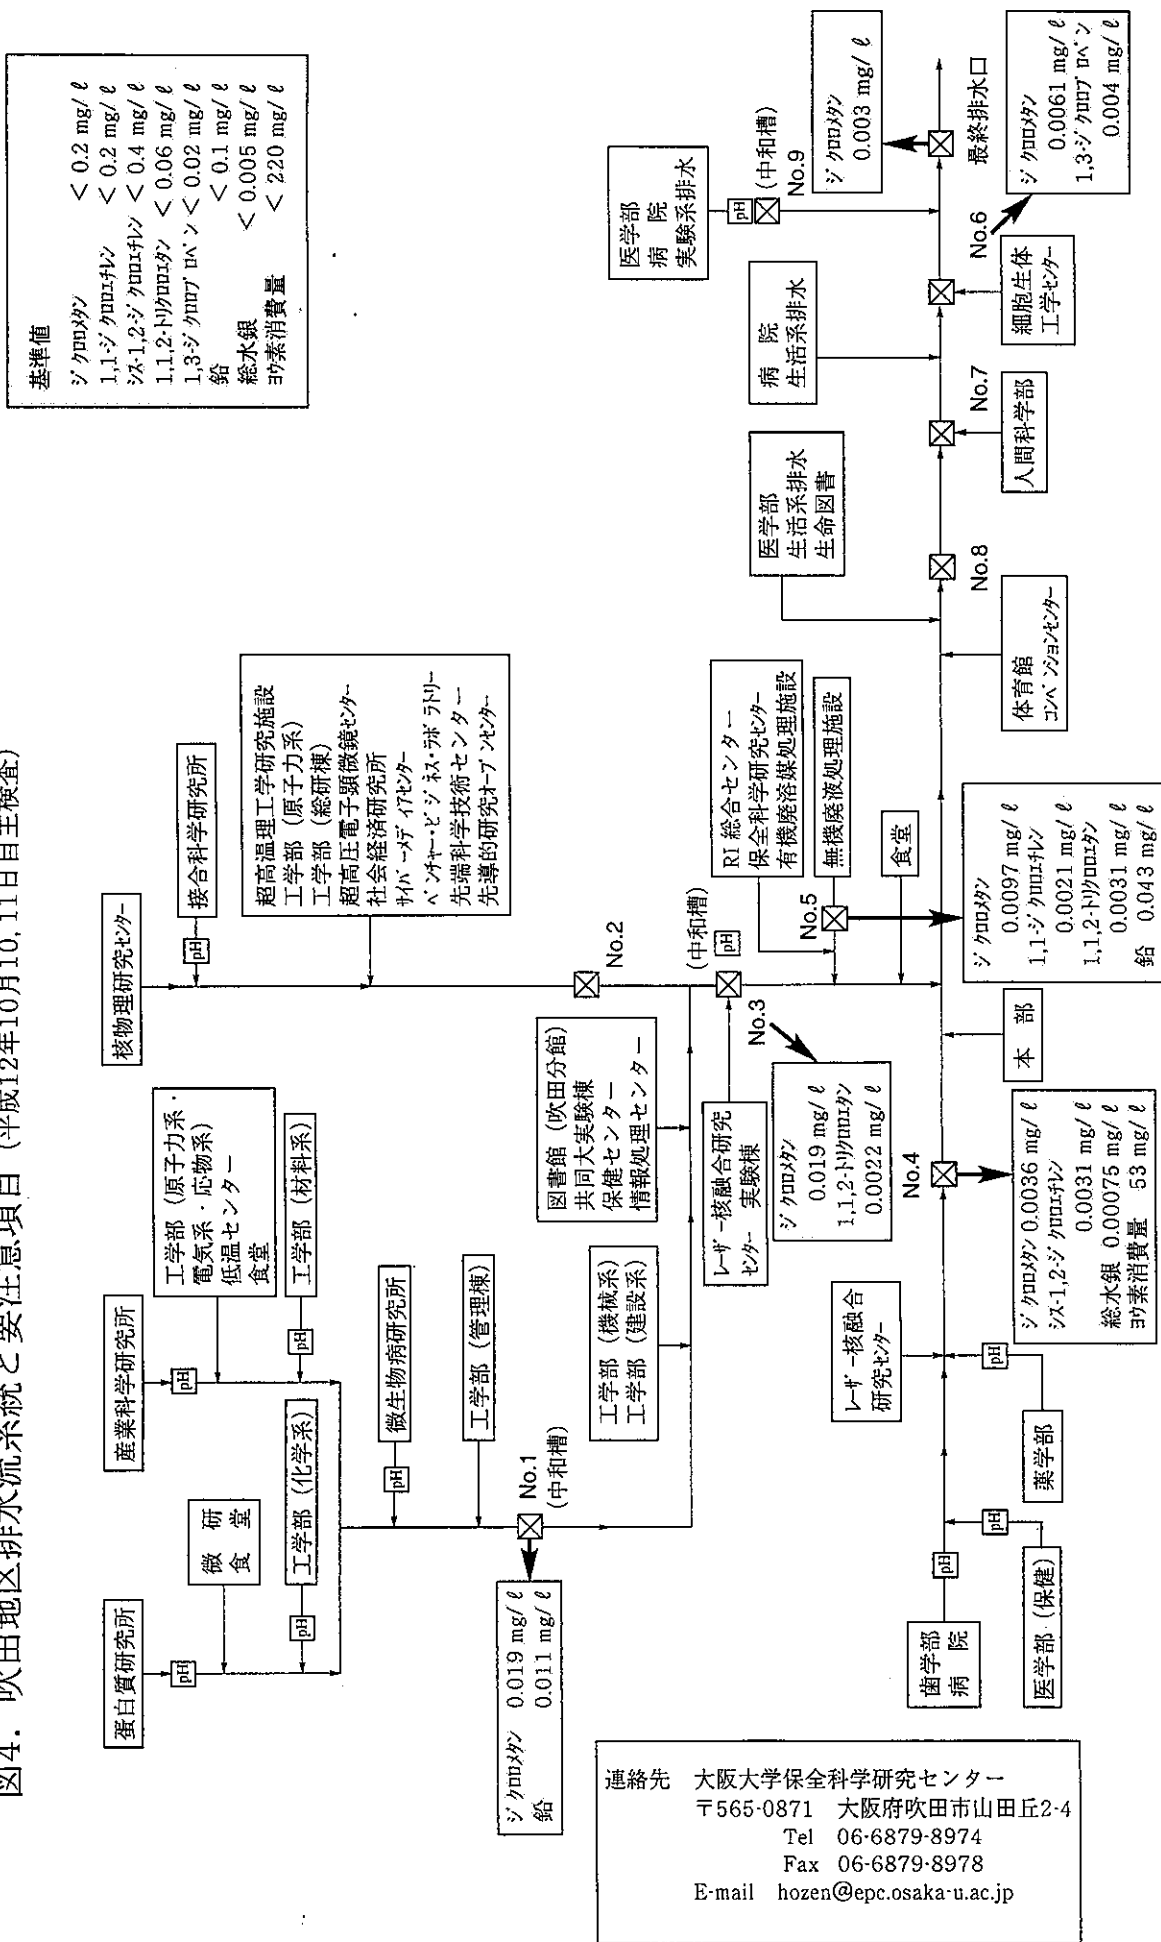 図4. 吹田地区排水流系統と要注意項目 (平成12年10月10,11日自主検査)
基準値
ジクロロメタン < 0.2 mg/ℓ
1,1-ジクロロエチレン < 0.2 mg/ℓ
シス-1,2-ジクロロエチレン < 0.4 mg/ℓ
1,1,2-トリクロロエタン < 0.06 mg/ℓ
1,3-ジクロロプロペン < 0.02 mg/ℓ
鉛 < 0.1 mg/ℓ
総水銀 < 0.005 mg/ℓ
ヨウ素消費量 < 220 mg/ℓ
蛋白質研究所
pH
微研
食堂
工学部 (化学系)
pH
産業科学研究所
pH
工学部 (原子力系・
電気系・応物系)
低温センター
食堂
工学部 (材料系)
pH
微生物病研究所
pH
工学部 (管理棟)
No.1
(中和槽)
ジクロロメタン 0.019 mg/ℓ
鉛 0.011 mg/ℓ
核物理研究センター
接合科学研究所
pH
超高温理工学研究施設
工学部 (原子力系)
工学部 (総研棟)
超高圧電子顕微鏡センター
社会経済研究所
サイバーメディアセンター
ベンチャー・ビジネス・ラボラトリー
先端科学技術センター
先導的研究オープンセンター
No.2
図書館 (吹田分館)
共同大実験棟
保健センター
情報処理センター
工学部 (機械系)
工学部 (建設系)
(中和槽)
pH
レーザー核融合研究
センター 実験棟
No.3
ジクロロメタン
0.019 mg/ℓ
1,1,2-トリクロロエタン
0.0022 mg/ℓ
RI 総合センター
保全科学研究センター
有機廃溶媒処理施設
無機廃液処理施設
No.5
食堂
ジクロロメタン
0.0097 mg/ℓ
1,1-ジクロロエチレン
0.0021 mg/ℓ
1,1,2-トリクロロエタン
0.0031 mg/ℓ
鉛 0.043 mg/ℓ
歯学部
病院
pH
医学部 (保健)
pH
薬学部
pH
レーザー核融合
研究センター
No.4
ジクロロメタン 0.0036 mg/ℓ
シス-1,2-ジクロロエチレン
0.0031 mg/ℓ
総水銀 0.00075 mg/ℓ
ヨウ素消費量 53 mg/ℓ
本部
体育館
コンベンションセンター
医学部
生活系排水
生命図書
No.8
人間科学部
No.7
病院
生活系排水
細胞生体
工学センター
No.6
ジクロロメタン
0.0061 mg/ℓ
1,3-ジクロロプロペン
0.004 mg/ℓ
医学部
病院
実験系排水
pH
(中和槽)
No.9
ジクロロメタン
0.003 mg/ℓ
最終排水口
連絡先 大阪大学保全科学研究センター
〒565-0871 大阪府吹田市山田丘2-4
Tel 06-6879-8974
Fax 06-6879-8978
E-mail hozen@epc.osaka-u.ac.jp